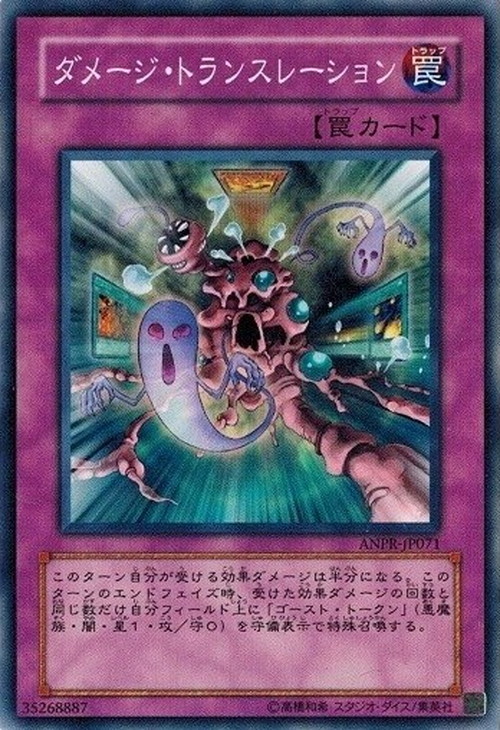 ダメージ・トランスレーション 罠
【罠カード】
ANPR-JP071
このターン自分が受ける効果ダメージは半分になる。この
ターンのエンドフェイズ時、受けた効果ダメージの回数と
同じ数だけ自分フィールド上に「ゴースト・トークン」(悪魔
族・闇・星1・攻/守0)を守備表示で特殊召喚する。
35268887
©高橋和希 スタジオ・ダイス/集英社